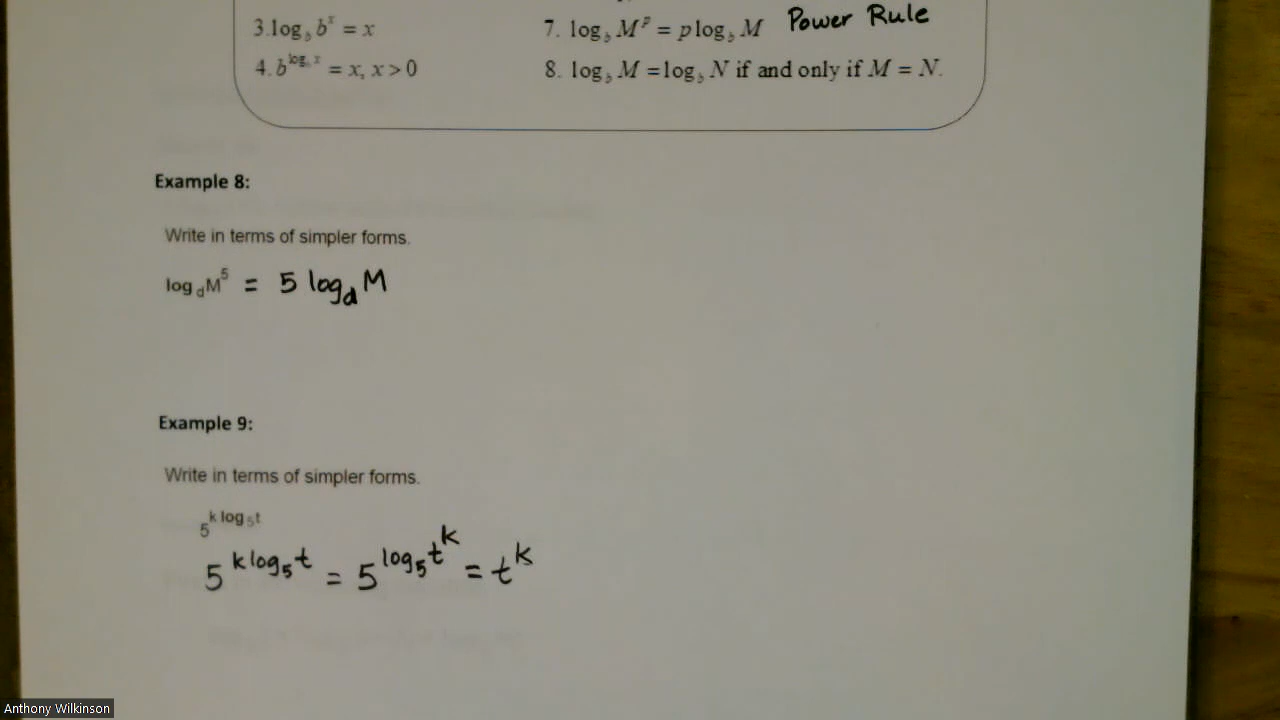 3. log_b b^x = x
7. log_b M^p = p log_b M Power Rule
4. b^{log_b x} = x, x > 0
8. log_b M = log_b N if and only if M = N.
Example 8:
Write in terms of simpler forms.
log_d M^5 = 5 log_d M
Example 9:
Write in terms of simpler forms.
5^{k log_5 t}
5^{k log_5 t} = 5^{log_5 t^k} = t^k
Anthony Wilkinson